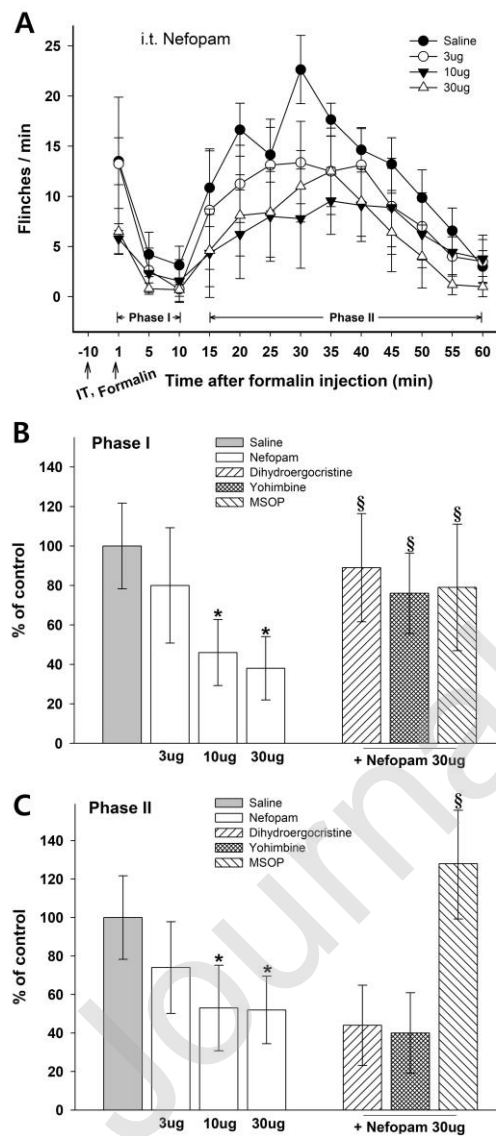 A
i.t. Nefopam
Saline
3ug
10ug
30ug
Flinches / min
25
20
15
10
5
0
Phase I
Phase II
-10 1 5 10 15 20 25 30 35 40 45 50 55 60
IT, Formalin
Time after formalin injection (min)
B
Phase I
Saline
Nefopam
Dihydroergocristine
Yohimbine
MSOP
% of control
140
120
100
80
60
40
20
0
* *
§ § §
3ug 10ug 30ug
+ Nefopam 30ug
C
Phase II
Saline
Nefopam
Dihydroergocristine
Yohimbine
MSOP
% of control
140
120
100
80
60
40
20
0
* *
§
3ug 10ug 30ug
+ Nefopam 30ug
Journal